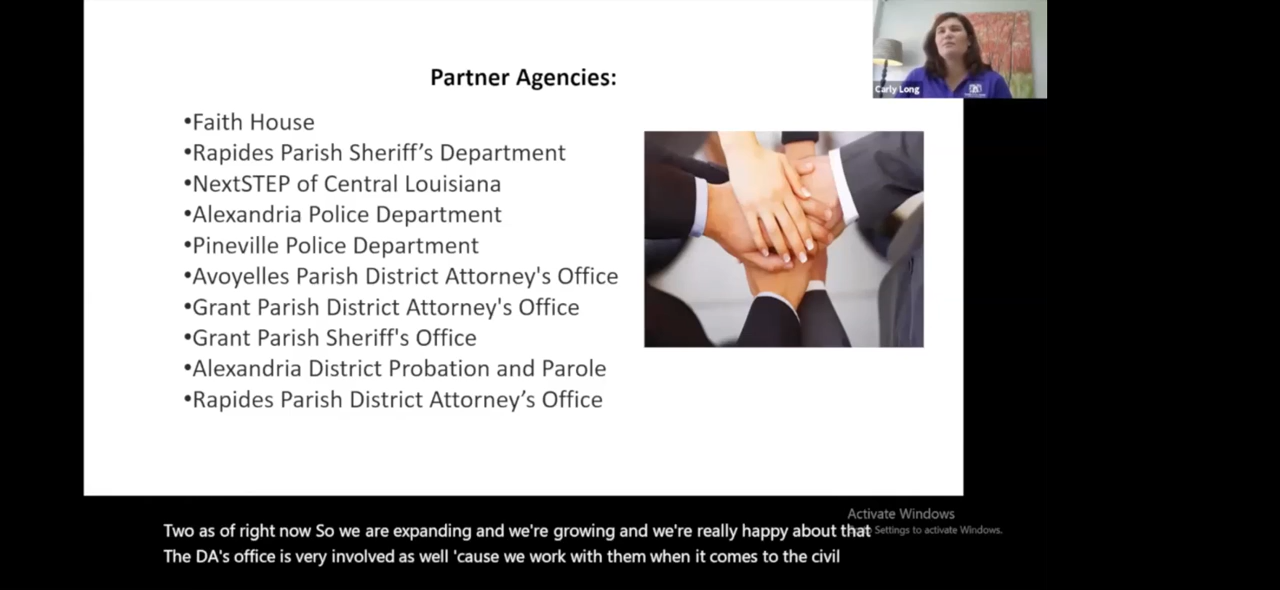 Carly Long
Partner Agencies:
•Faith House
•Rapides Parish Sheriff’s Department
•NextSTEP of Central Louisiana
•Alexandria Police Department
•Pineville Police Department
•Avoyelles Parish District Attorney's Office
•Grant Parish District Attorney's Office
•Grant Parish Sheriff's Office
•Alexandria District Probation and Parole
•Rapides Parish District Attorney’s Office
Activate Windows
Settings to activate Windows.
Two as of right now So we are expanding and we're growing and we're really happy about that
The DA's office is very involved as well 'cause we work with them when it comes to the civil